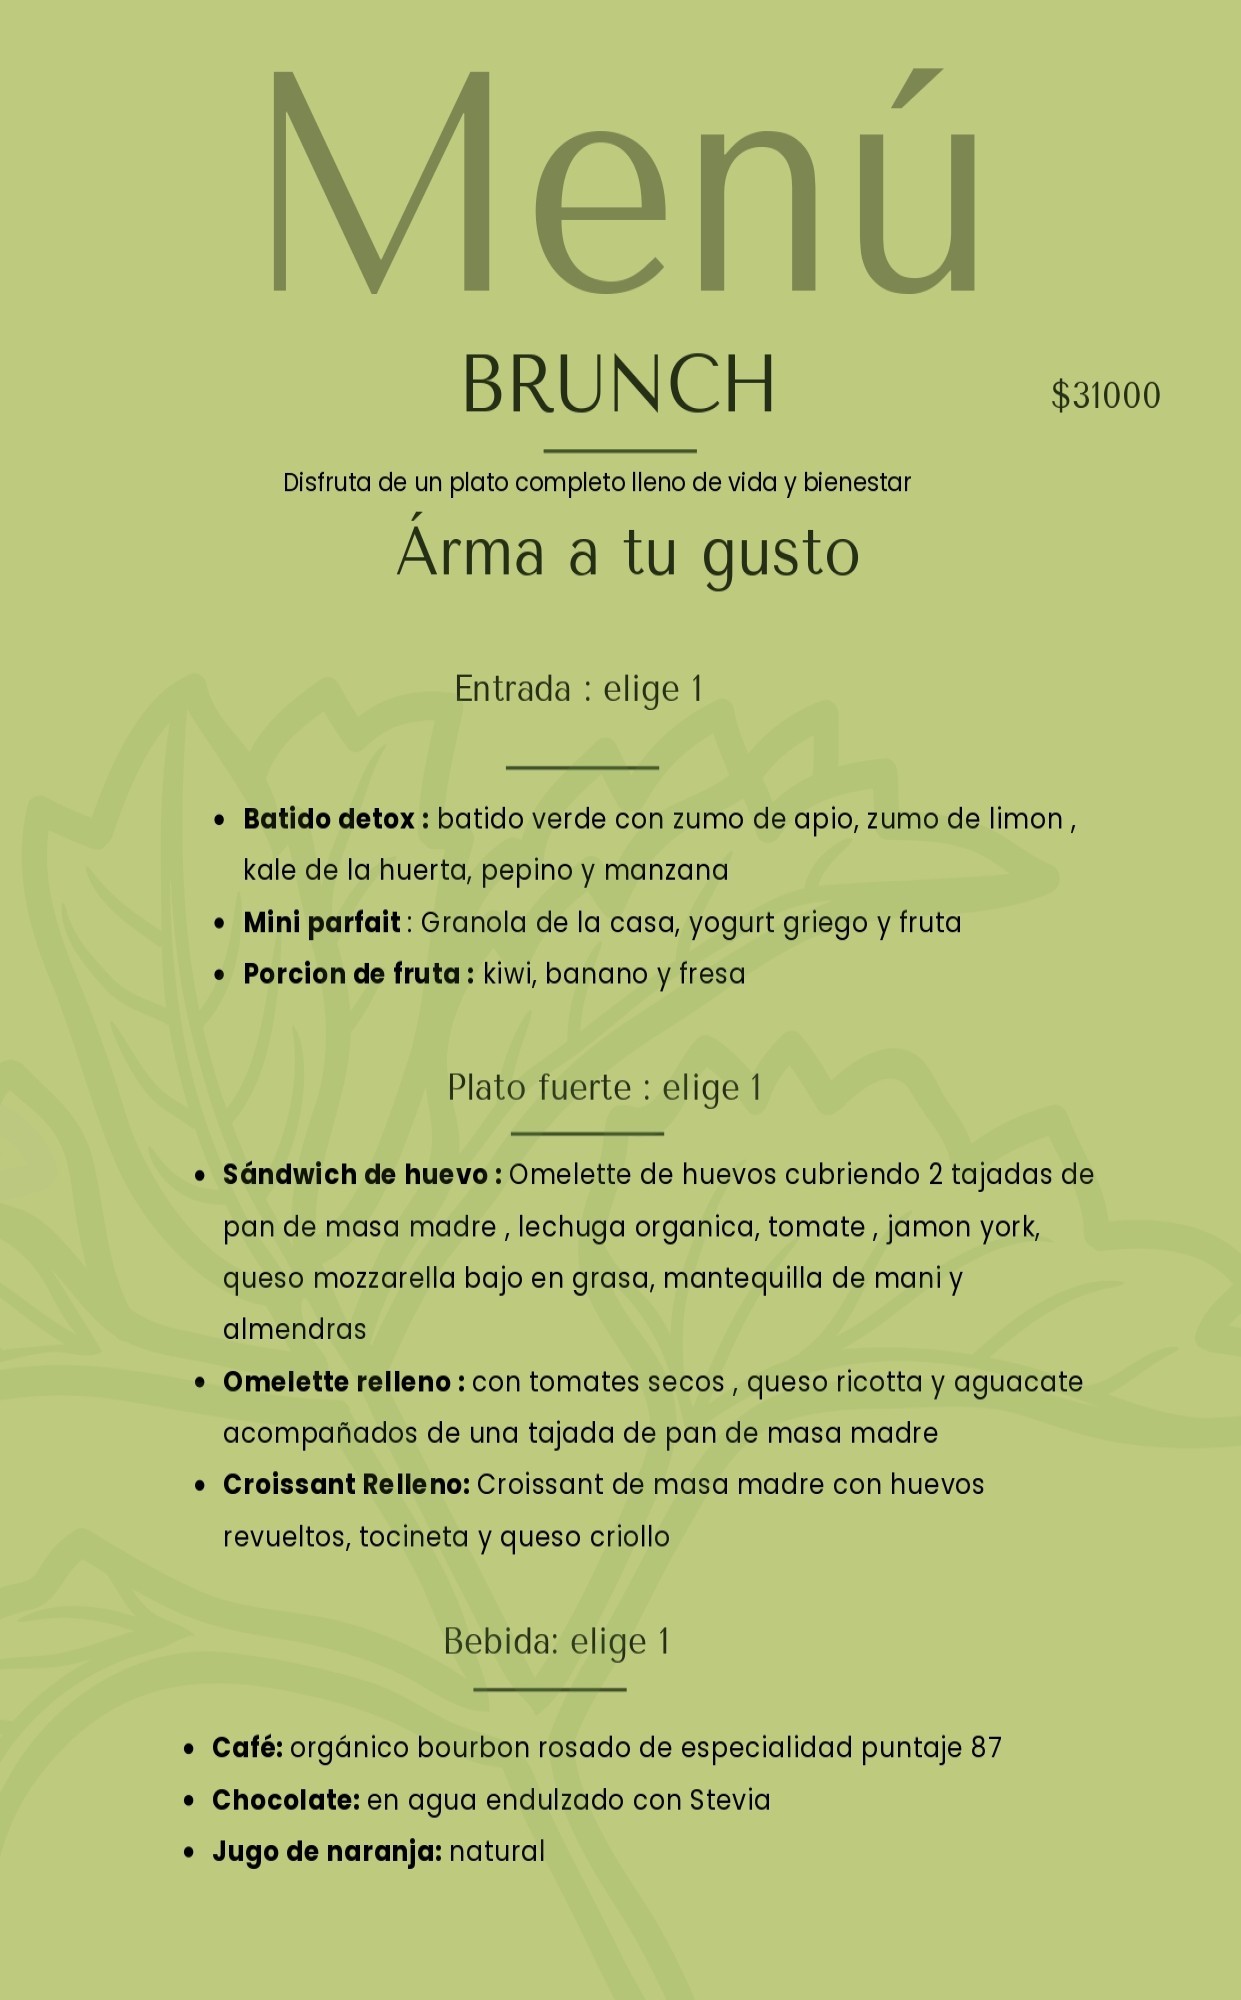 Menú
BRUNCH
$31000
Disfruta de un plato completo lleno de vida y bienestar
Árma a tu gusto
Entrada : elige 1
• Batido detox : batido verde con zumo de apio, zumo de limon ,
kale de la huerta, pepino y manzana
• Mini parfait : Granola de la casa, yogurt griego y fruta
• Porcion de fruta : kiwi, banano y fresa
Plato fuerte : elige 1
• Sándwich de huevo : Omelette de huevos cubriendo 2 tajadas de
pan de masa madre , lechuga organica, tomate , jamon york,
queso mozzarella bajo en grasa, mantequilla de mani y
almendras
• Omelette relleno : con tomates secos , queso ricotta y aguacate
acompañados de una tajada de pan de masa madre
• Croissant Relleno: Croissant de masa madre con huevos
revueltos, tocineta y queso criollo
Bebida: elige 1
• Café: orgánico bourbon rosado de especialidad puntaje 87
• Chocolate: en agua endulzado con Stevia
• Jugo de naranja: natural